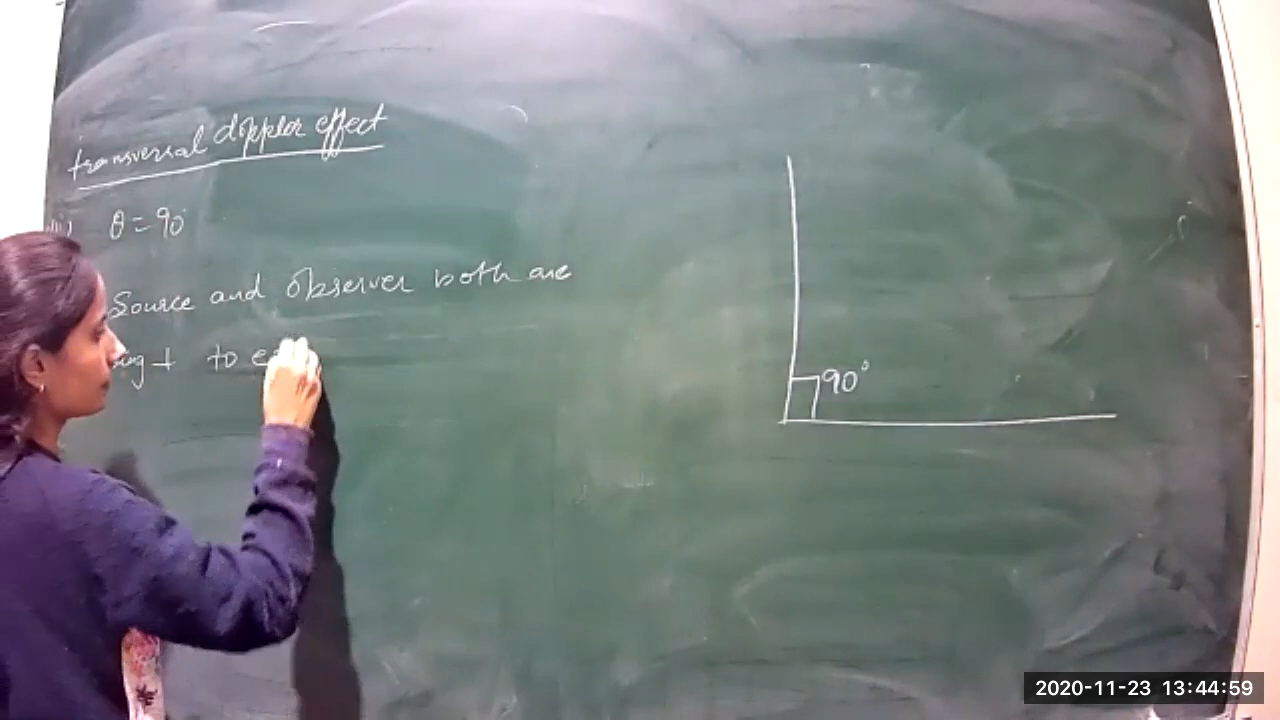 transversal doppler effect
θ = 90°
Source and observer both are
⊥ to
90°
2020-11-23 13:44:59